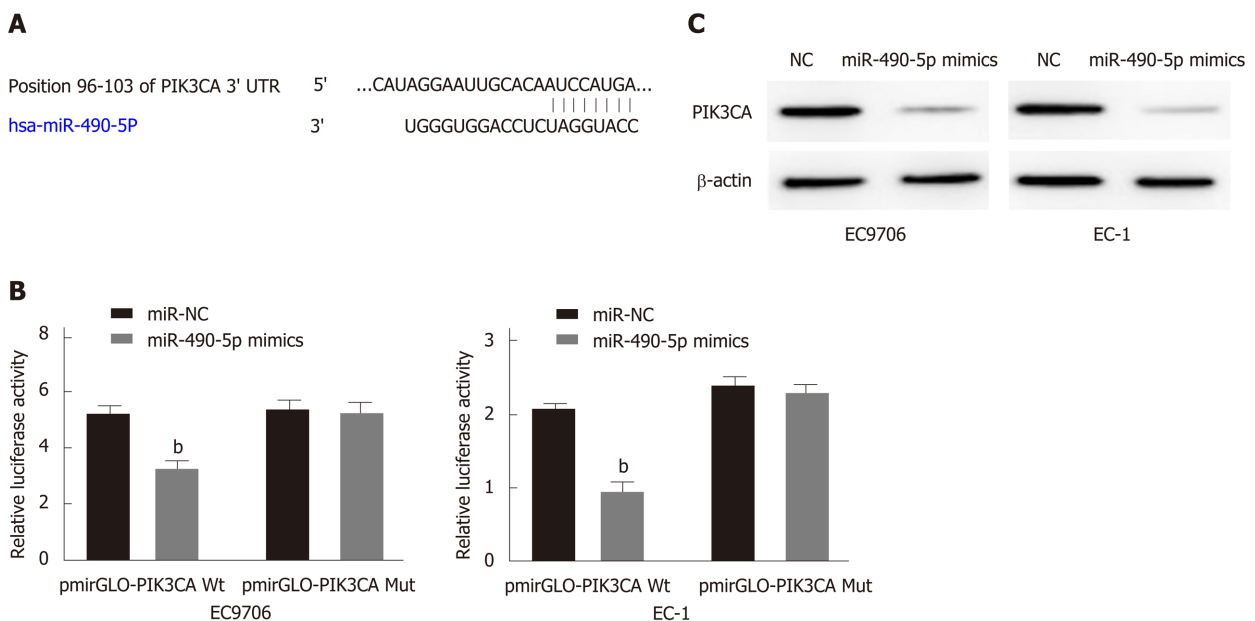 A
Position 96-103 of PIK3CA 3' UTR 5' ...CAUAGGAAUUGCACAAUCCAUGA...
hsa-miR-490-5P 3' UGGGUGGACCUCUAGGUACC
C
NC miR-490-5p mimics NC miR-490-5p mimics
PIK3CA
β-actin
EC9706 EC-1
B
miR-NC
miR-490-5p mimics
Relative luciferase activity
8
6
4
2
0
b
pmirGLO-PIK3CA Wt pmirGLO-PIK3CA Mut
EC9706
miR-NC
miR-490-5p mimics
Relative luciferase activity
3
2
1
0
b
pmirGLO-PIK3CA Wt pmirGLO-PIK3CA Mut
EC-1